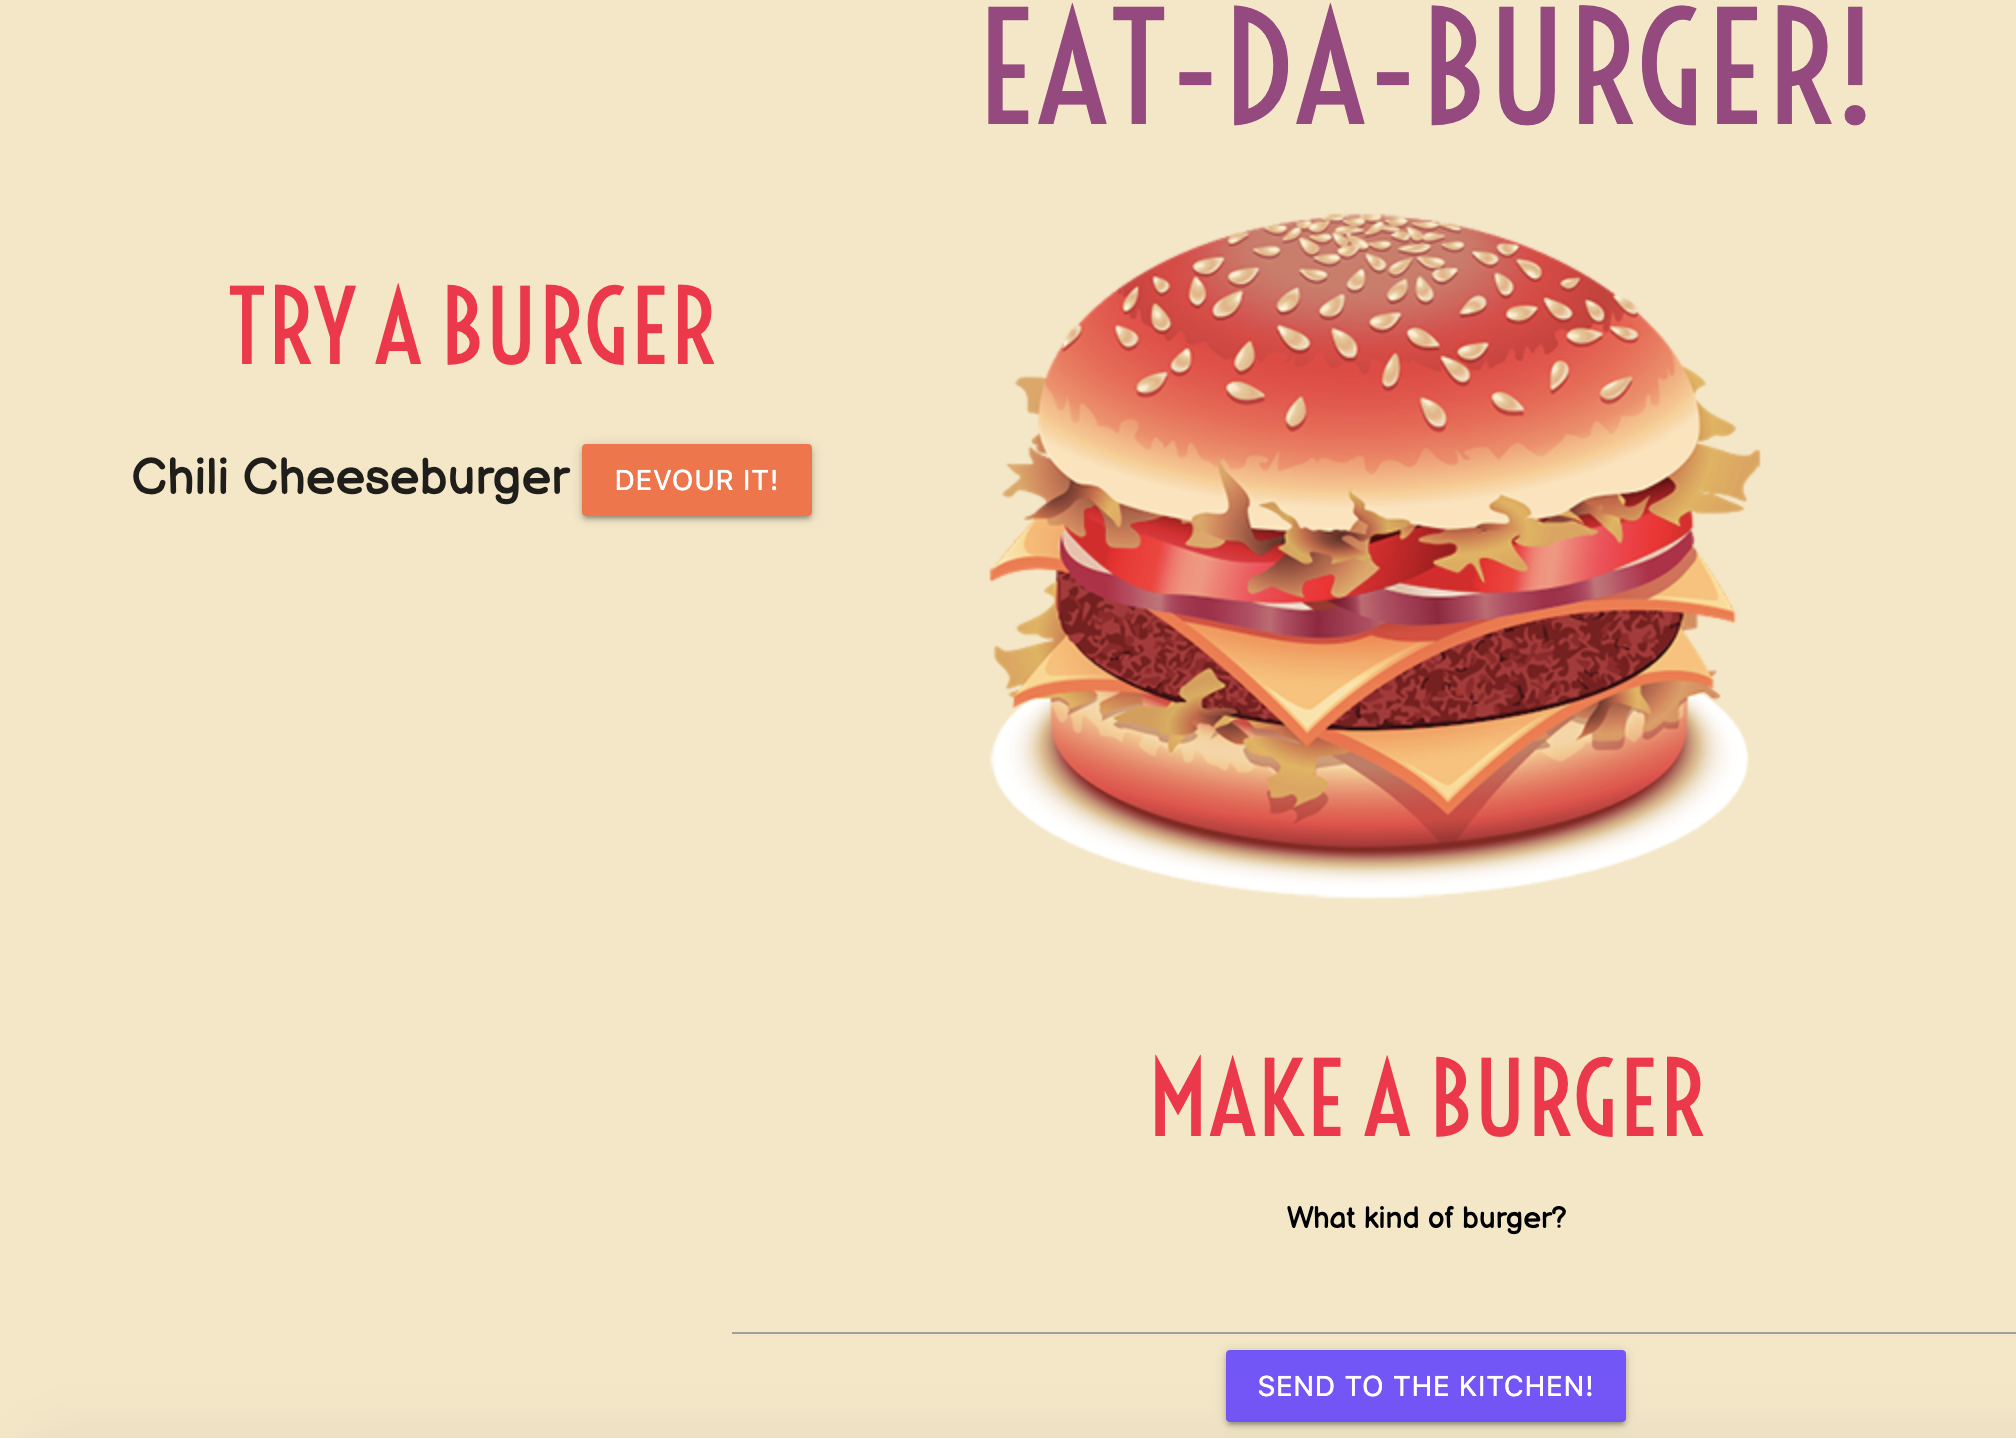 EAT-DA-BURGER!
TRY A BURGER
Chili Cheeseburger DEVOUR IT!
MAKE A BURGER
What kind of burger?
SEND TO THE KITCHEN!